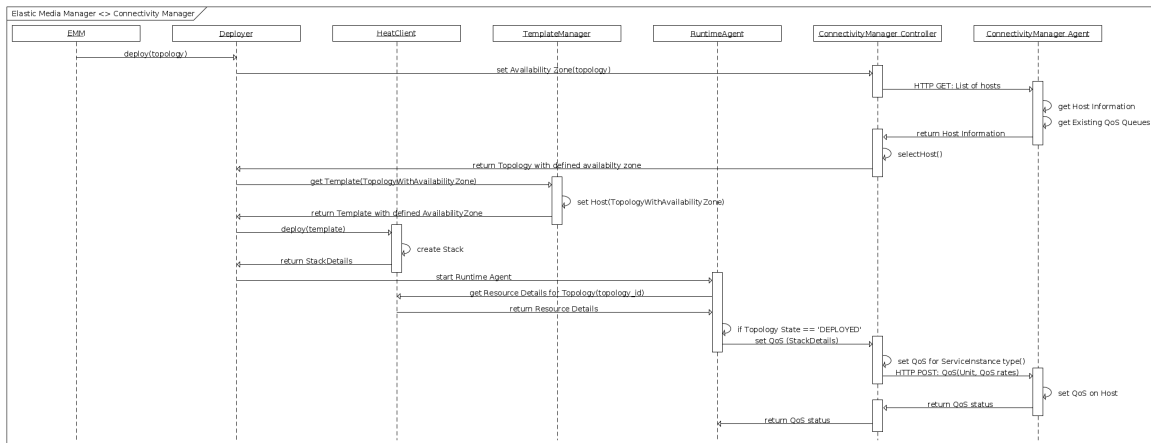 Elastic Media Manager <> Connectivity Manager
EMM
Deployer
HeatClient
TemplateManager
RuntimeAgent
ConnectivityManager Controller
ConnectivityManager Agent
deploy(topology)
set Availability Zone(topology)
HTTP GET: List of hosts
get Host Information
get Existing QoS Queues
return Host Information
selectHost()
return Topology with defined availabilty zone
get Template(TopologyWithAvailabilityZone)
set Host(TopologyWithAvailabilityZone)
return Template with defined AvailabilityZone
deploy(template)
create Stack
return StackDetails
start Runtime Agent
get Resource Details for Topology(topology_id)
return Resource Details
if Topology State == 'DEPLOYED'
set QoS (StackDetails)
set QoS for ServiceInstance type()
HTTP POST: QoS(Unit, QoS rates)
set QoS on Host
return QoS status
return QoS status